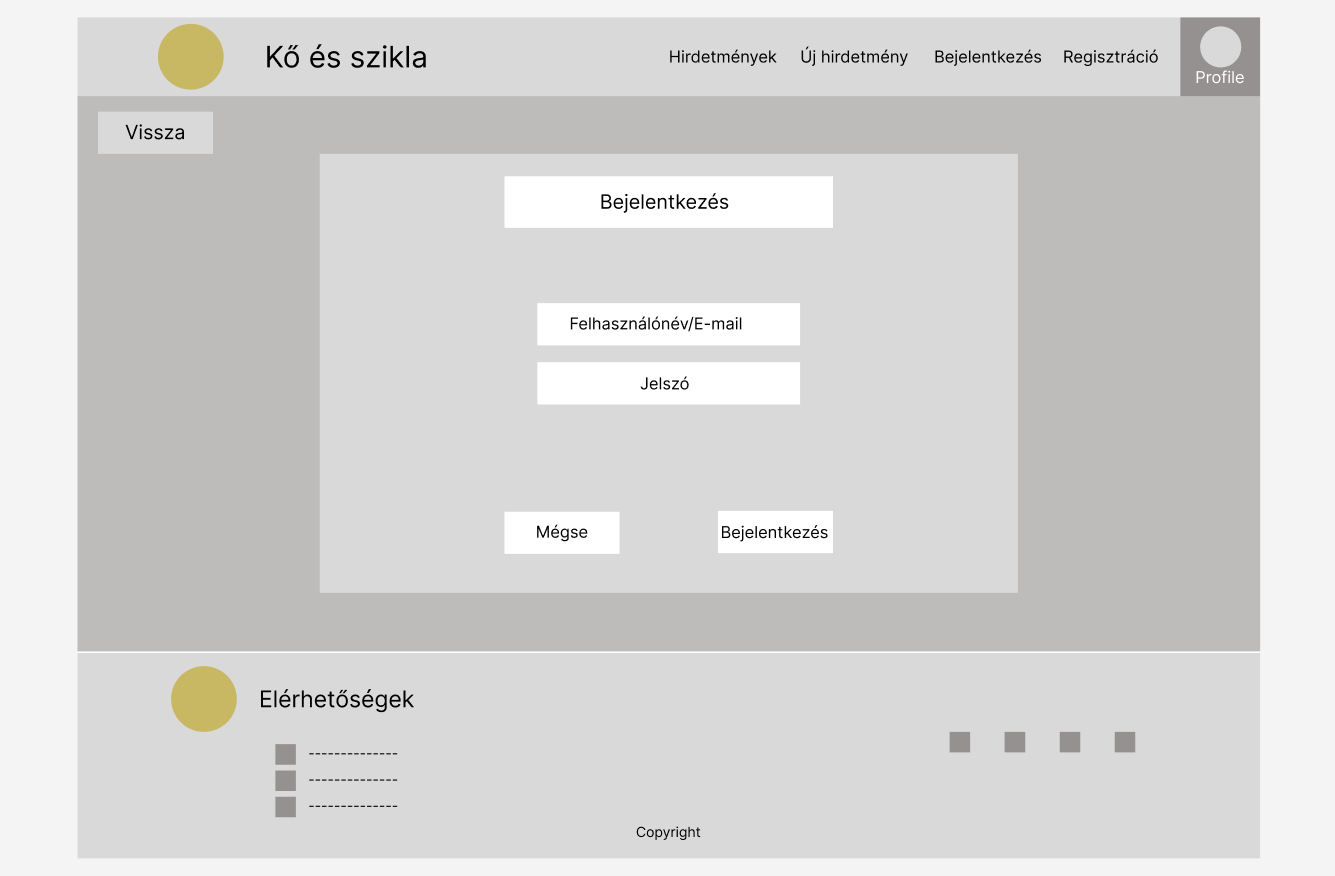 Kő és szikla
Hirdetmények Új hirdetmény Bejelentkezés Regisztráció
Profile
Vissza
Bejelentkezés
Felhasználónév/E-mail
Jelszó
Mégse Bejelentkezés
Elérhetőségek
--------------
--------------
--------------
Copyright